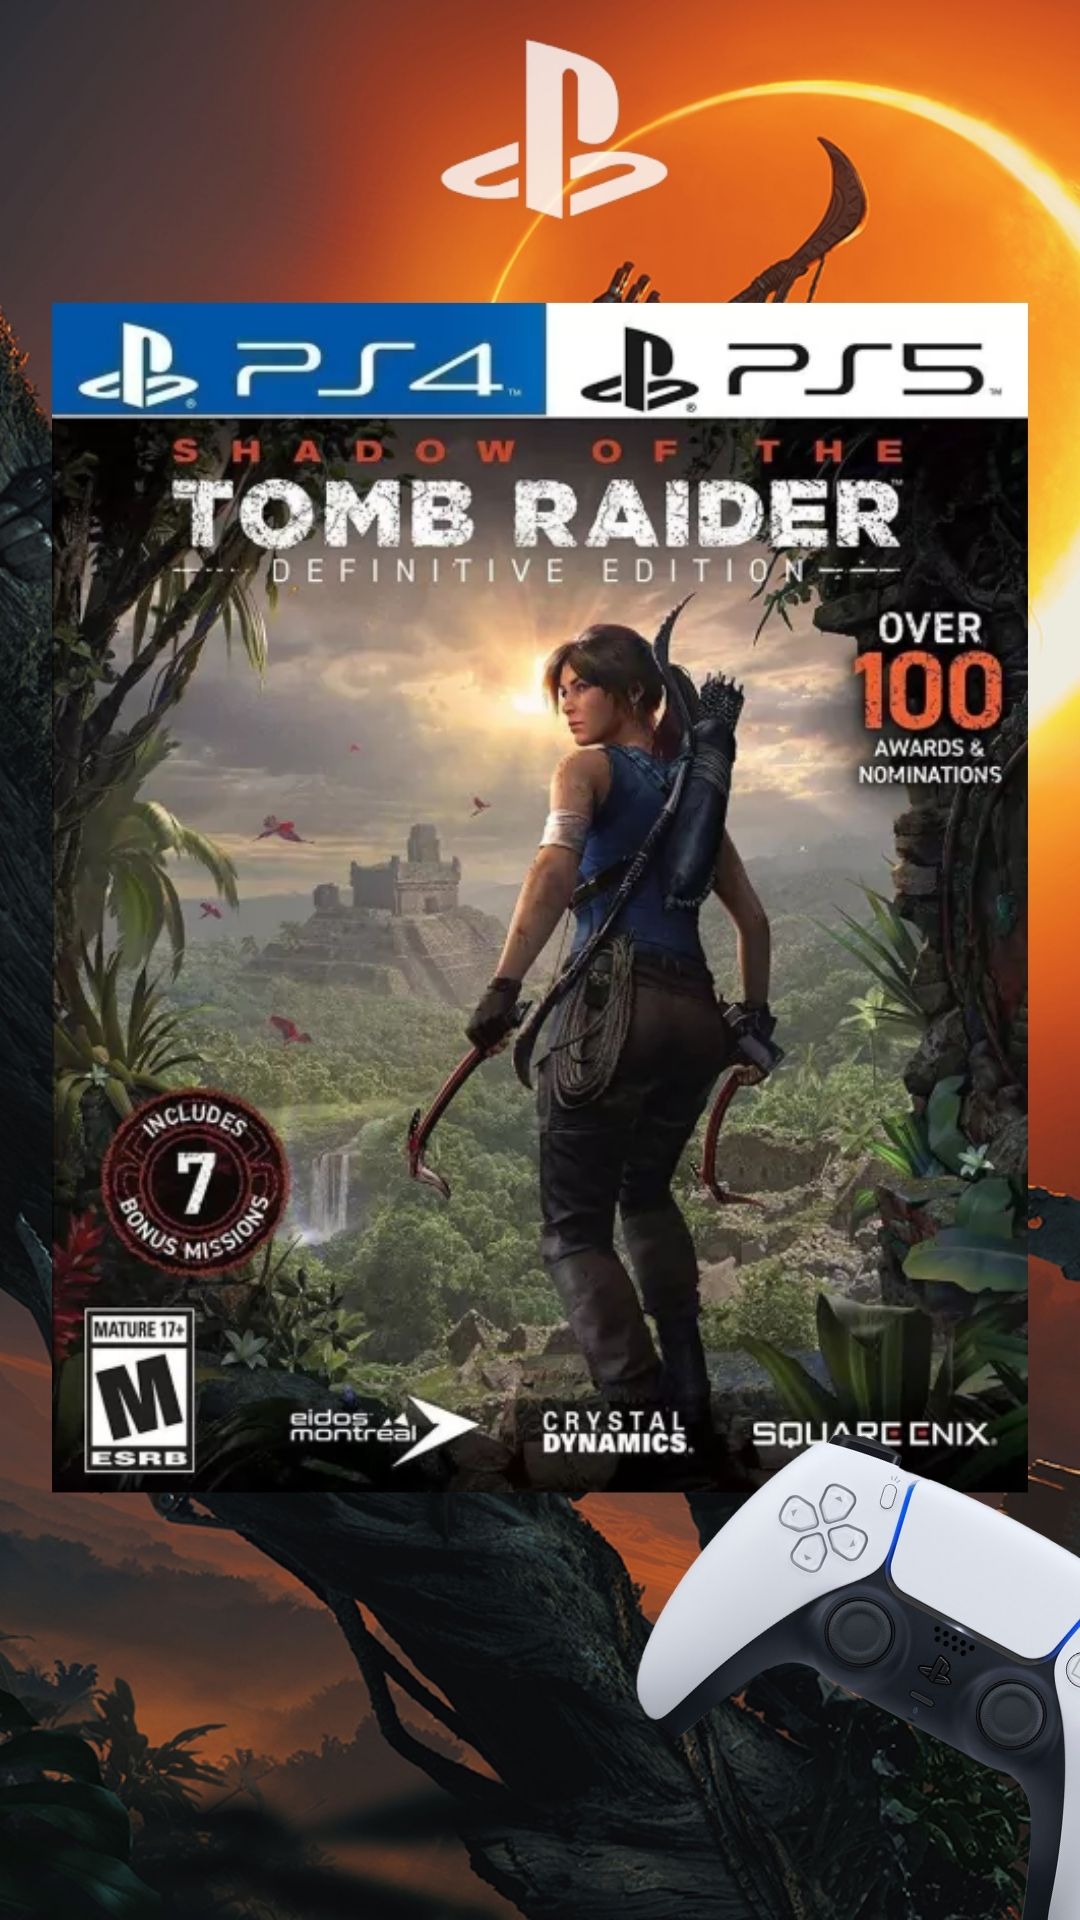 PS4 PS5
SHADOW OF THE
TOMB RAIDER
DEFINITIVE EDITION
OVER
100
AWARDS &
NOMINATIONS
INCLUDES
7
BONUS MISSIONS
MATURE 17+
M
ESRB
eidos
montréal
CRYSTAL
DYNAMICS
SQUARE ENIX